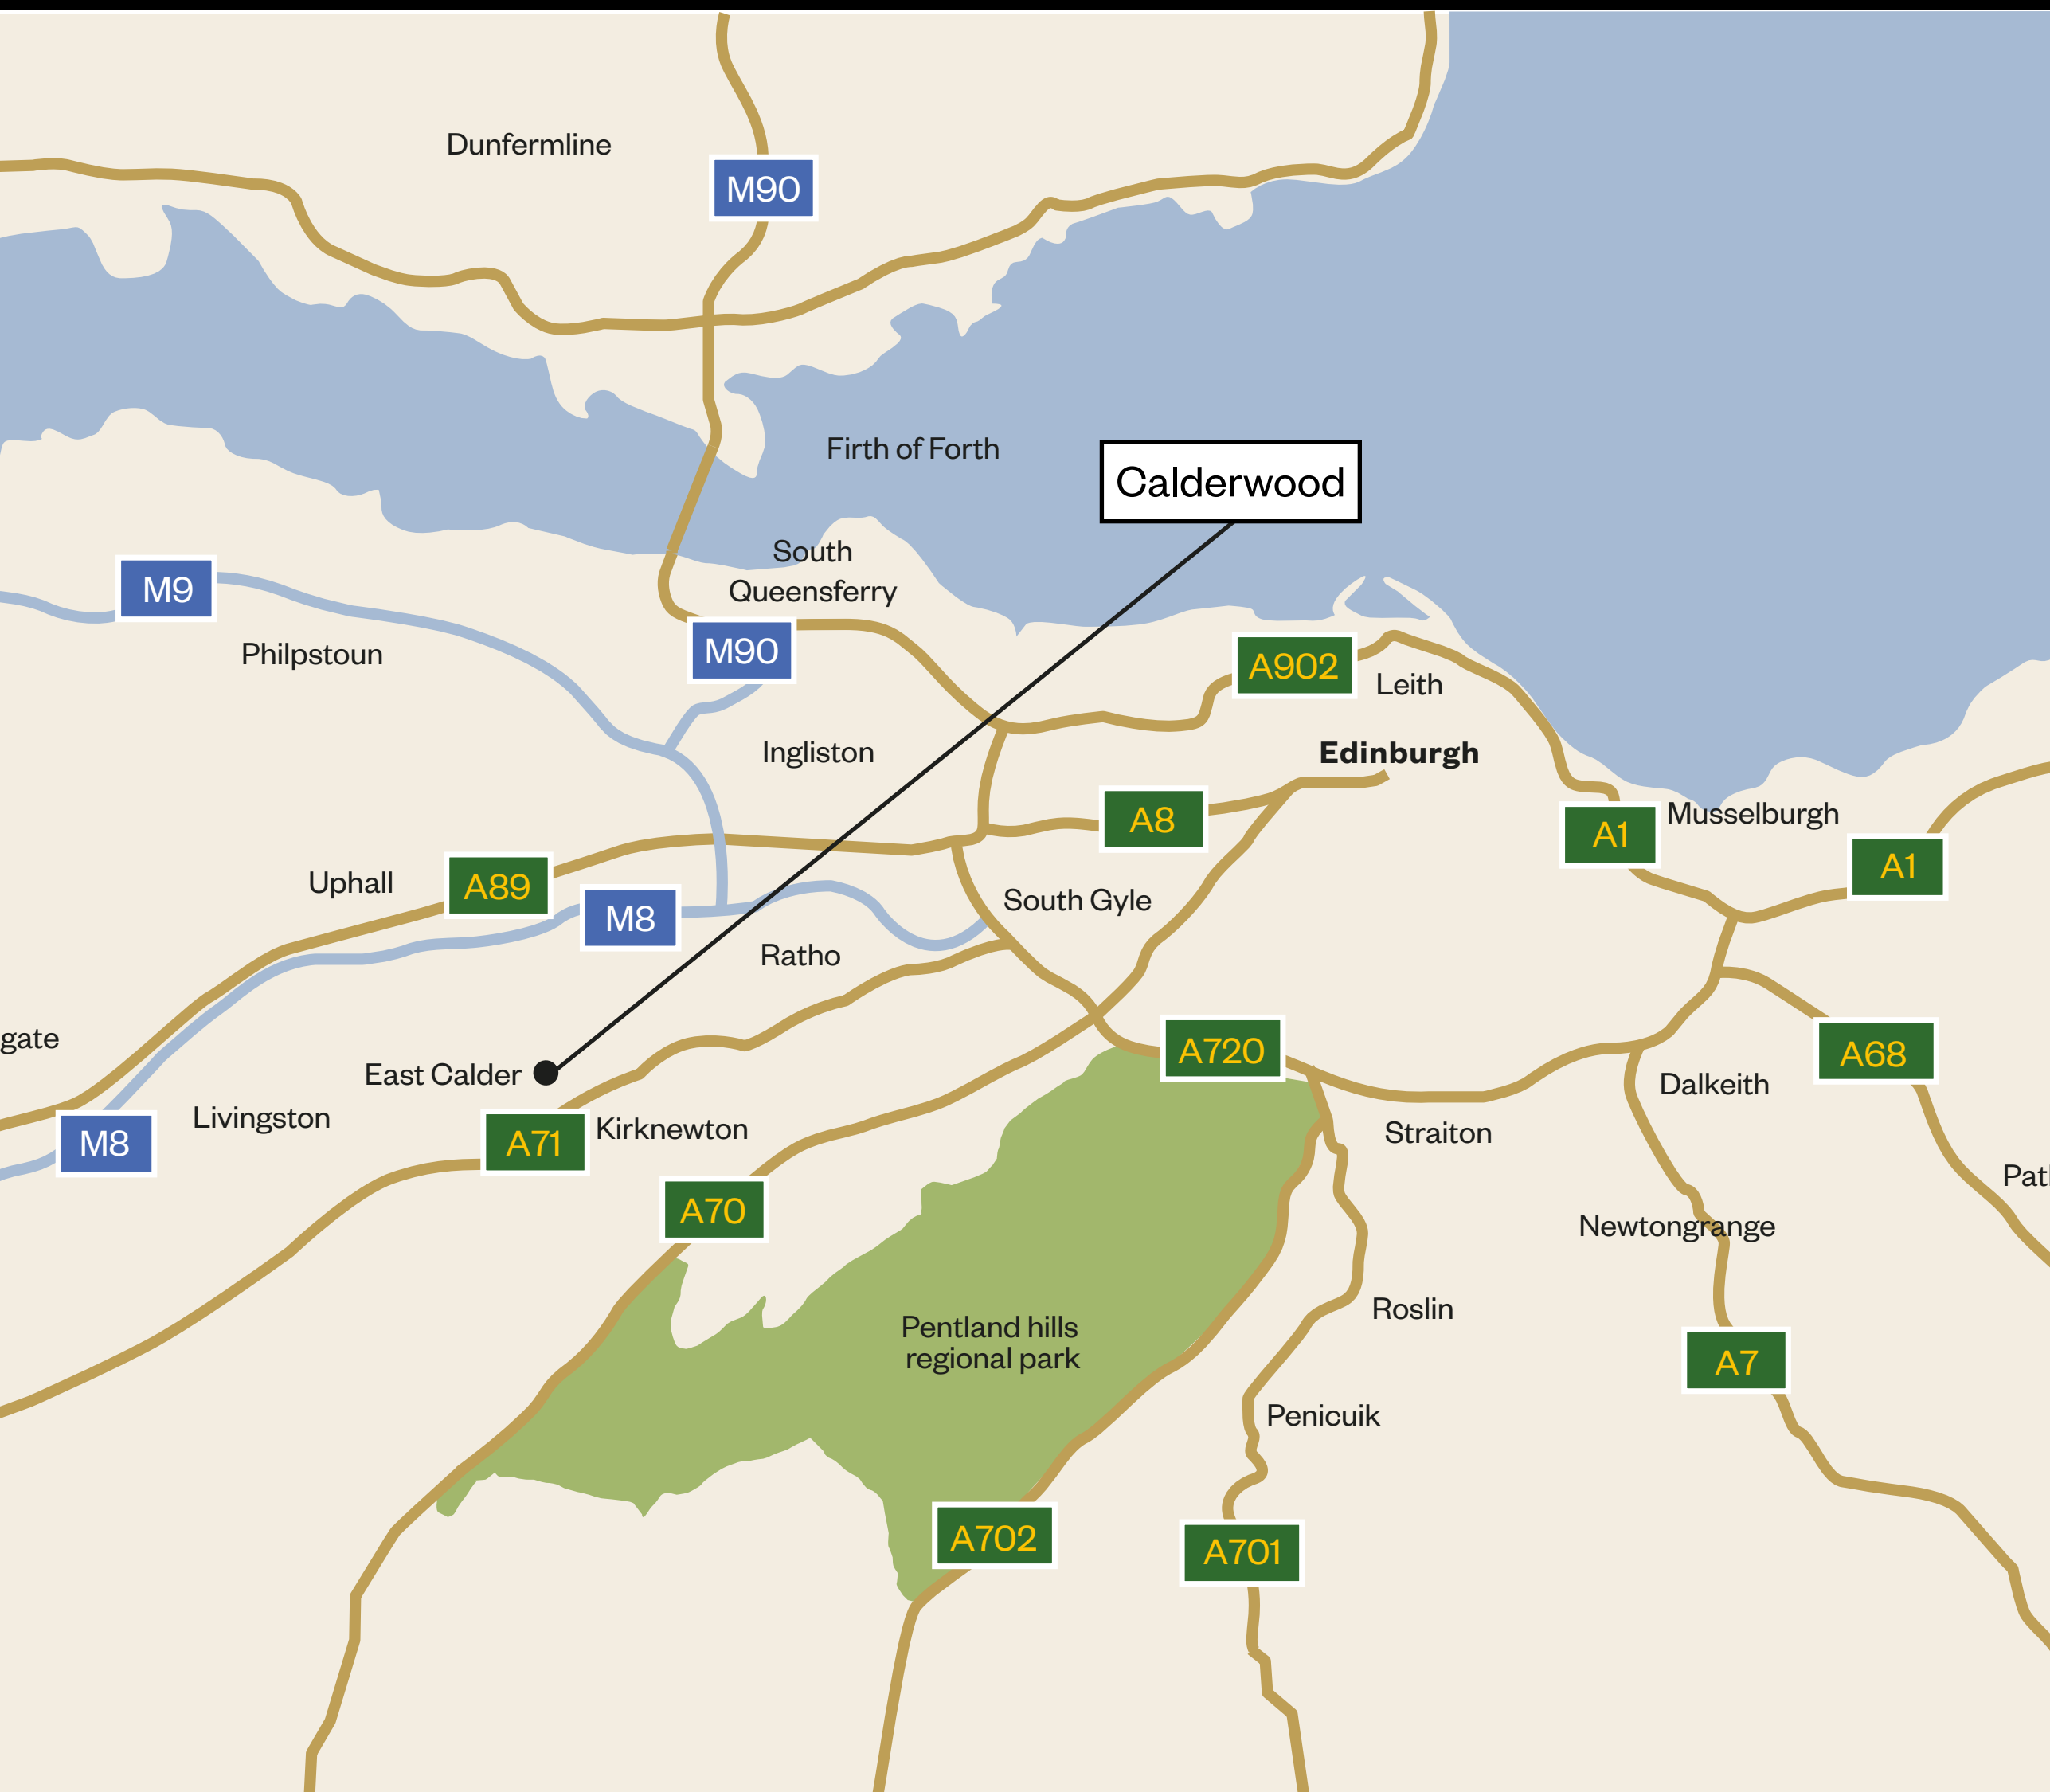 Dunfermline
M90
Firth of Forth
Calderwood
South
Queensferry
M9
M90
Philpstoun
A902
Leith
Ingliston
Edinburgh
A8
A1
Musselburgh
A1
Uphall
A89
M8
South Gyle
Ratho
gate
East Calder
A720
A68
Dalkeith
Livingston
M8
A71
Kirknewton
Straiton
A70
Newtongrange
Roslin
Pentland hills
regional park
A7
Penicuik
A702
A701